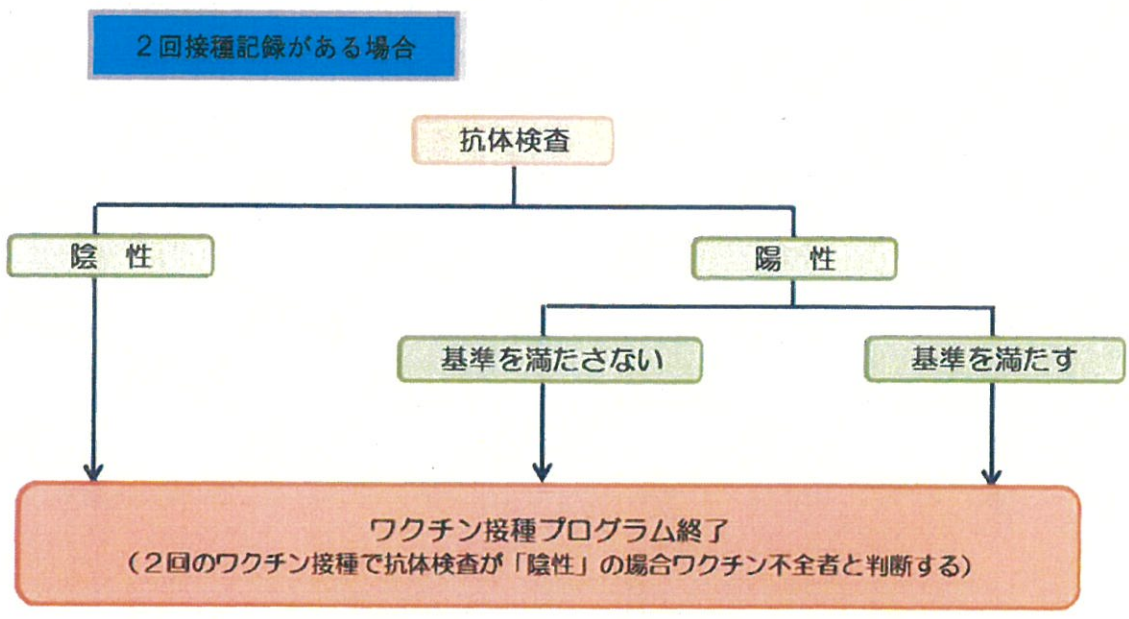 ２回接種記録がある場合
抗体検査
陰　性
陽　性
基準を満たさない
基準を満たす
ワクチン接種プログラム終了
（２回のワクチン接種で抗体検査が「陰性」の場合ワクチン不全者と判断する）